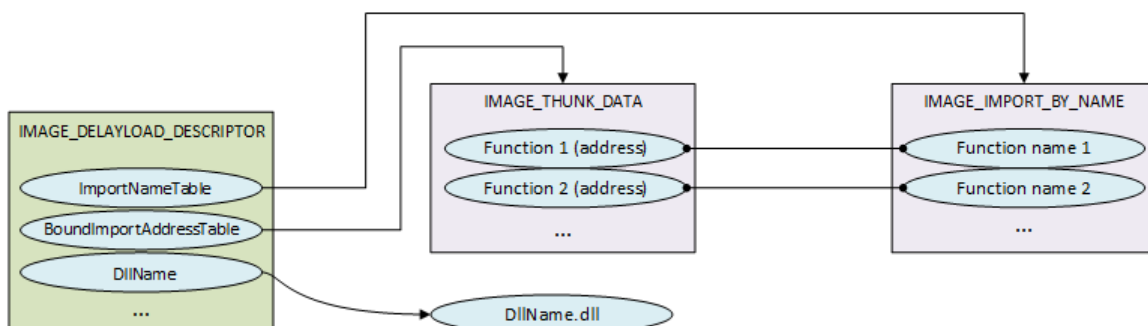 IMAGE_DELAYLOAD_DESCRIPTOR
ImportNameTable
BoundImportAddressTable
DllName
...
IMAGE_THUNK_DATA
Function 1 (address)
Function 2 (address)
...
DllName.dll
IMAGE_IMPORT_BY_NAME
Function name 1
Function name 2
...